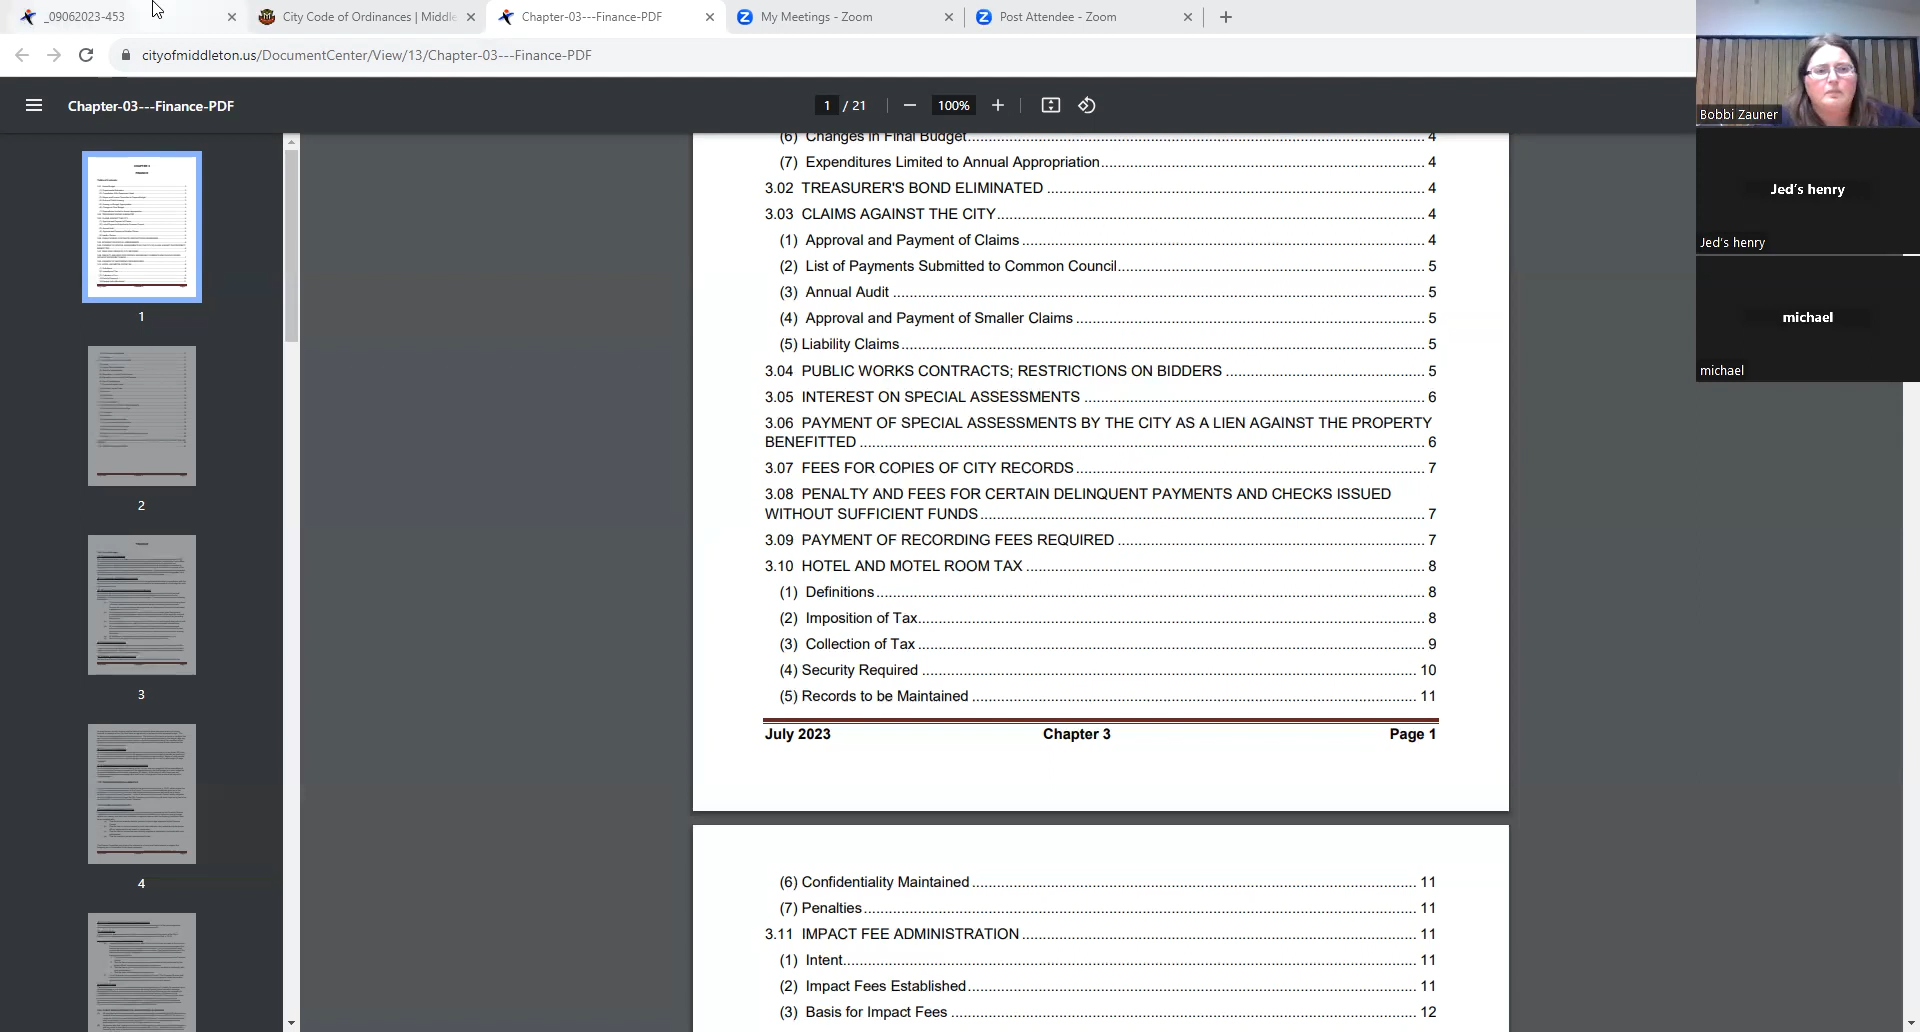 _09062023-453
City Code of Ordinances | Middle
Chapter-03---Finance-PDF
My Meetings - Zoom
Post Attendee - Zoom
cityofmiddleton.us/DocumentCenter/View/13/Chapter-03---Finance-PDF
Chapter-03---Finance-PDF
1 / 21
100%
(6) Changes in Final Budget 4
(7) Expenditures Limited to Annual Appropriation 4
3.02 TREASURER'S BOND ELIMINATED 4
3.03 CLAIMS AGAINST THE CITY 4
(1) Approval and Payment of Claims 4
(2) List of Payments Submitted to Common Council 5
(3) Annual Audit 5
(4) Approval and Payment of Smaller Claims 5
(5) Liability Claims 5
3.04 PUBLIC WORKS CONTRACTS; RESTRICTIONS ON BIDDERS 5
3.05 INTEREST ON SPECIAL ASSESSMENTS 6
3.06 PAYMENT OF SPECIAL ASSESSMENTS BY THE CITY AS A LIEN AGAINST THE PROPERTY
BENEFITTED 6
3.07 FEES FOR COPIES OF CITY RECORDS 7
3.08 PENALTY AND FEES FOR CERTAIN DELINQUENT PAYMENTS AND CHECKS ISSUED
WITHOUT SUFFICIENT FUNDS 7
3.09 PAYMENT OF RECORDING FEES REQUIRED 7
3.10 HOTEL AND MOTEL ROOM TAX 8
(1) Definitions 8
(2) Imposition of Tax 8
(3) Collection of Tax 9
(4) Security Required 10
(5) Records to be Maintained 11
July 2023 Chapter 3 Page 1
(6) Confidentiality Maintained 11
(7) Penalties 11
3.11 IMPACT FEE ADMINISTRATION 11
(1) Intent 11
(2) Impact Fees Established 11
(3) Basis for Impact Fees 12
1
2
3
4
Bobbi Zauner
Jed's henry
Jed's henry
michael
michael